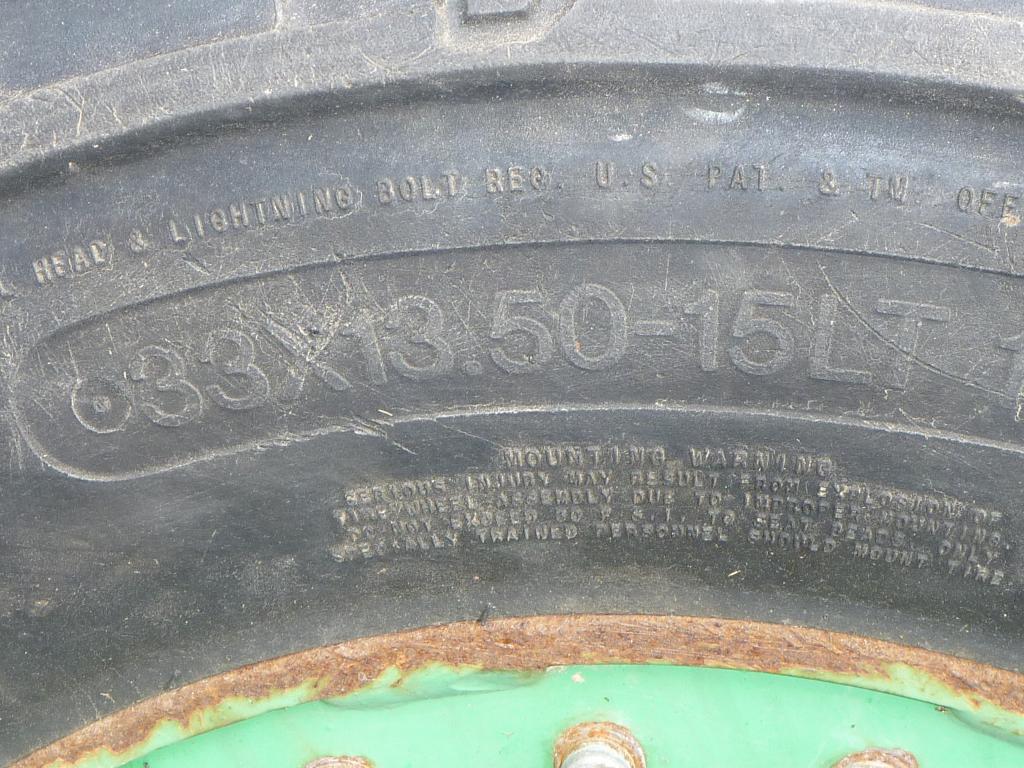 HEAD & LIGHTNING BOLT REG. U.S. PAT. & TM. OFF
33X13.50-15LT
MOUNTING WARNING
SERIOUS INJURY MAY RESULT FROM EXPLOSION OF
TIRE/WHEEL ASSEMBLY DUE TO IMPROPER MOUNTING.
DO NOT EXCEED P.S.I. TO SEAT BEADS. ONLY
SPECIALLY TRAINED PERSONNEL SHOULD MOUNT TIRE